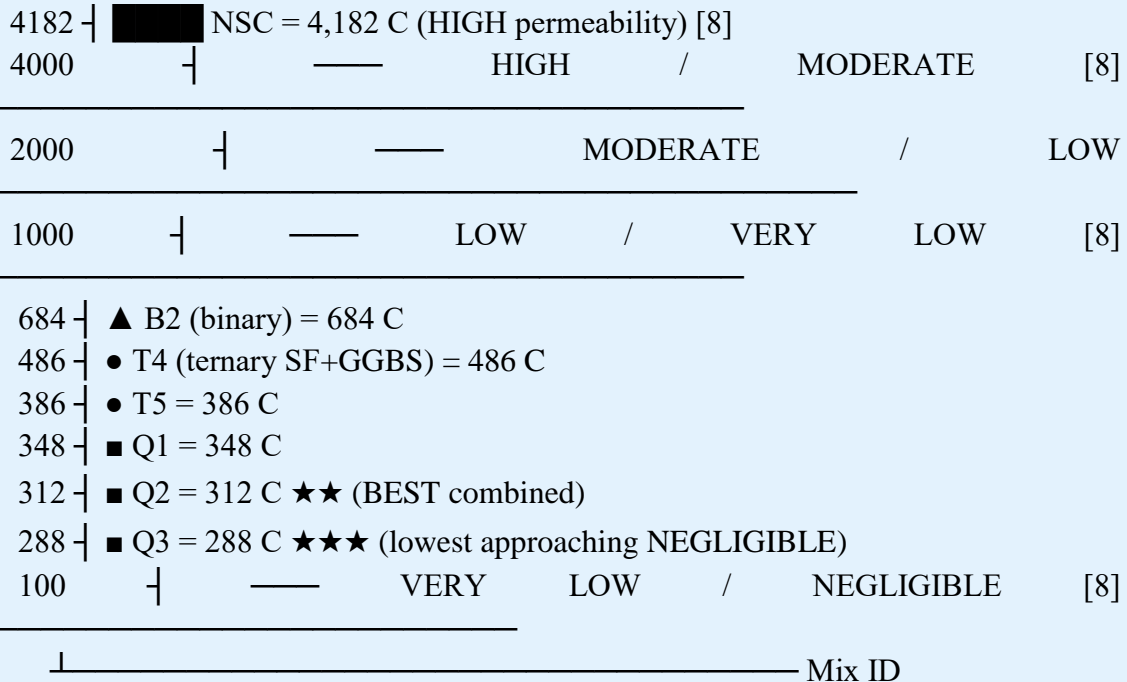 4182 ┤ ████ NSC = 4,182 C (HIGH permeability) [8]
4000 ┤ ─── HIGH / MODERATE [8]
2000 ┤ ─── MODERATE / LOW
1000 ┤ ─── LOW / VERY LOW [8]
684 ┤ ▲ B2 (binary) = 684 C
486 ┤ ● T4 (ternary SF+GGBS) = 486 C
386 ┤ ● T5 = 386 C
348 ┤ ■ Q1 = 348 C
312 ┤ ■ Q2 = 312 C ★★ (BEST combined)
288 ┤ ■ Q3 = 288 C ★★★ (lowest approaching NEGLIGIBLE)
100 ┤ ─── VERY LOW / NEGLIGIBLE [8]
Mix ID